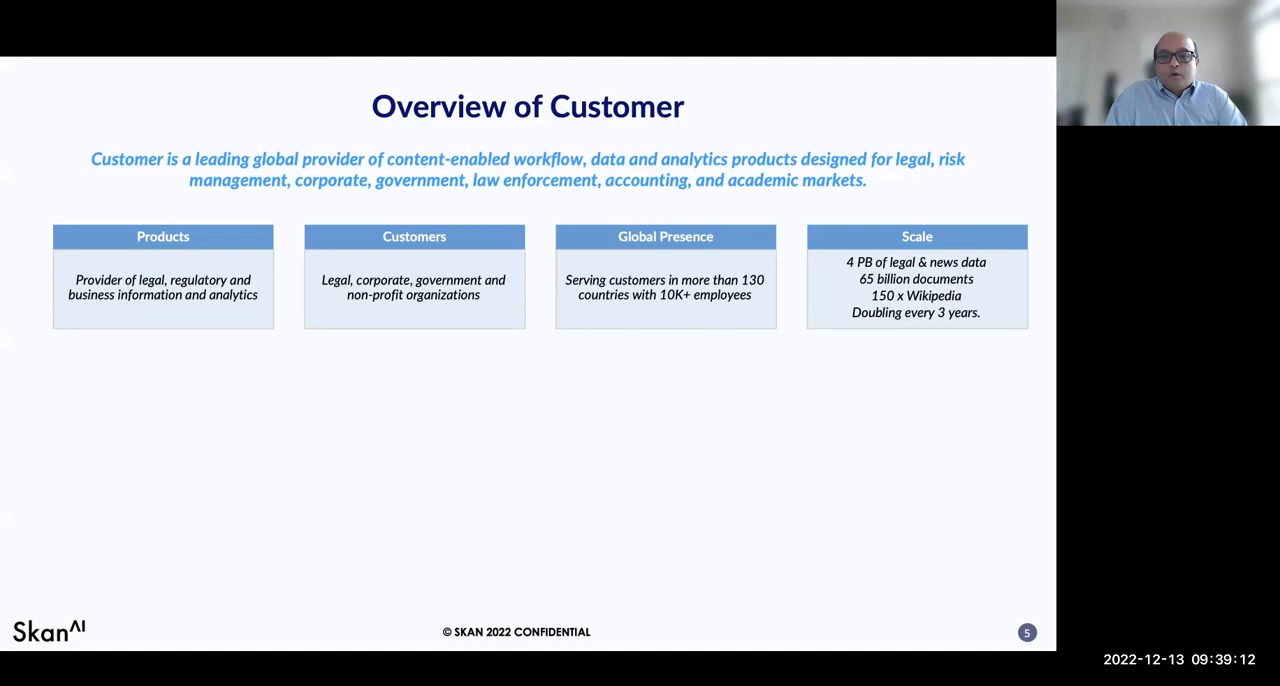 Overview of Customer
Customer is a leading global provider of content-enabled workflow, data and analytics products designed for legal, risk
management, corporate, government, law enforcement, accounting, and academic markets.
Products
Provider of legal, regulatory and
business information and analytics
Customers
Legal, corporate, government and
non-profit organizations
Global Presence
Serving customers in more than 130
countries with 10K+ employees
Scale
4 PB of legal & news data
65 billion documents
150 x Wikipedia
Doubling every 3 years.
Skan AI
© SKAN 2022 CONFIDENTIAL
5
2022-12-13 09:39:12